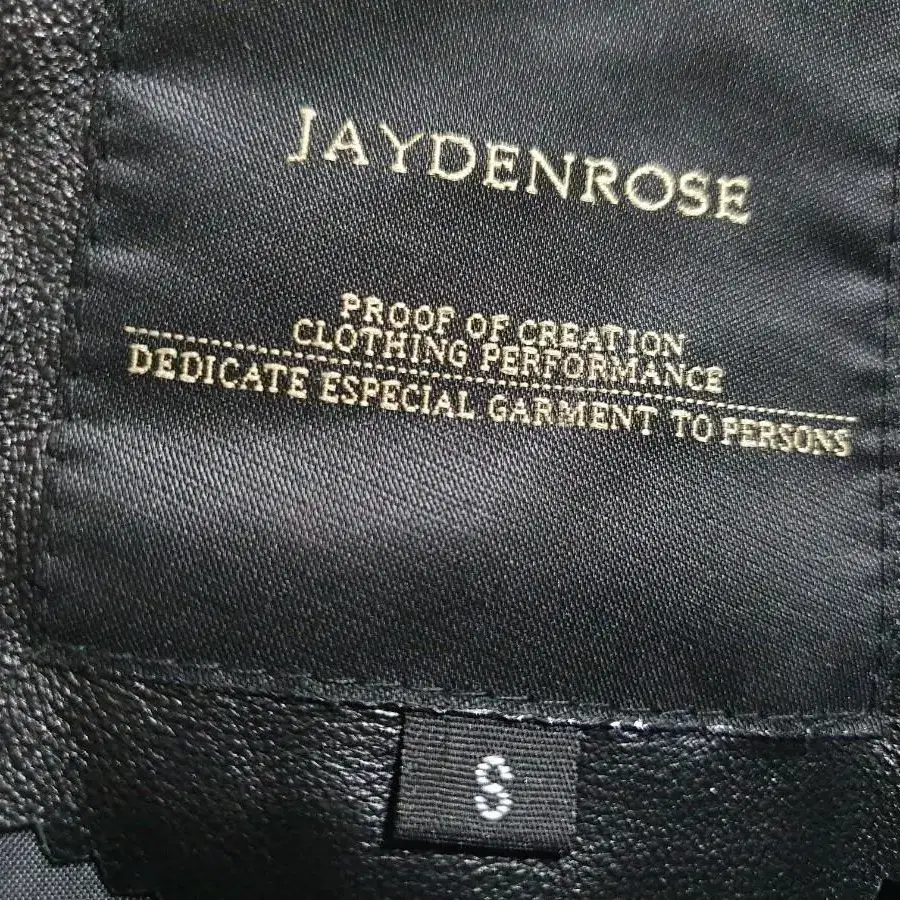 JAYDENROSE
PROOF OF CREATION
CLOTHING PERFORMANCE
DEDICATE ESPECIAL GARMENT TO PERSONS
S